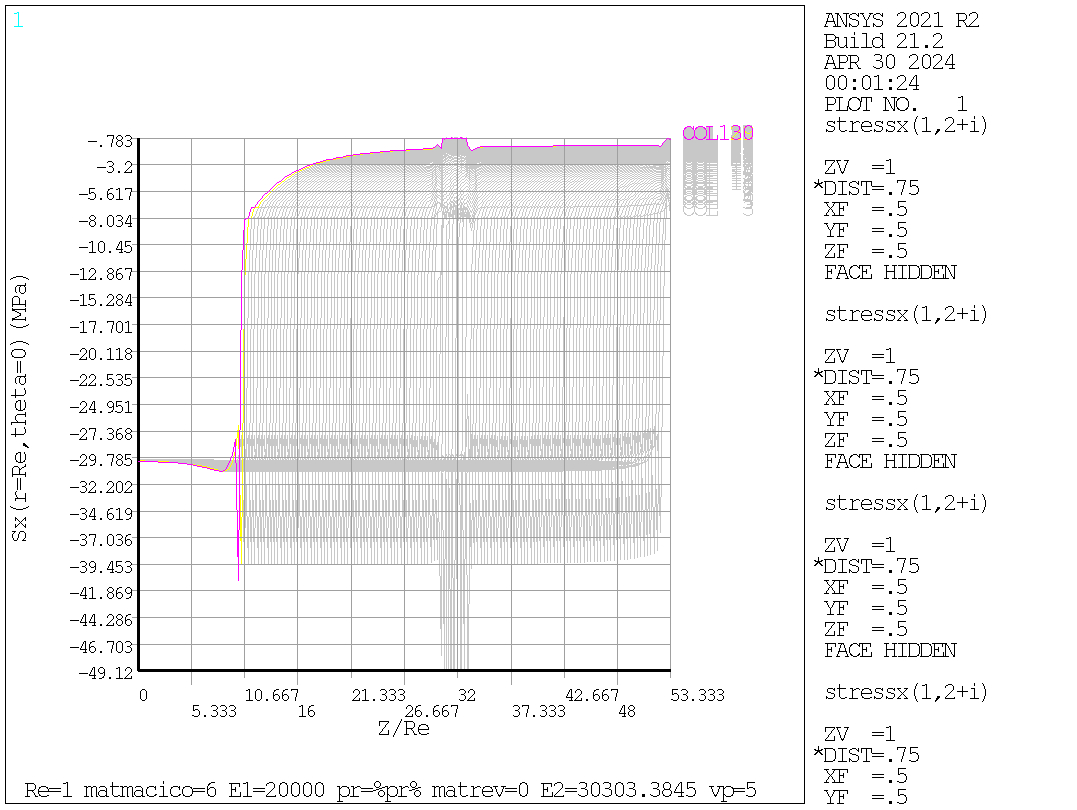 1
ANSYS 2021 R2
Build 21.2
APR 30 2024
00:01:24
PLOT NO.   1
stressx(1,2+i)
ZV  =1
*DIST=.75
XF  =.5
YF  =.5
ZF  =.5
FACE HIDDEN
stressx(1,2+i)
ZV  =1
*DIST=.75
XF  =.5
YF  =.5
ZF  =.5
FACE HIDDEN
stressx(1,2+i)
ZV  =1
*DIST=.75
XF  =.5
YF  =.5
ZF  =.5
FACE HIDDEN
stressx(1,2+i)
ZV  =1
*DIST=.75
XF  =.5
YF  =.5
COL130
Sx(r=Re,theta=0)(MPa)
-.783
-3.2
-5.617
-8.034
-10.45
-12.867
-15.284
-17.701
-20.118
-22.535
-24.951
-27.368
-29.785
-32.202
-34.619
-37.036
-39.453
-41.869
-44.286
-46.703
-49.12
0
5.333
10.667
16
21.333
26.667
32
37.333
42.667
48
53.333
Z/Re
Re=1 matmacico=6 E1=20000 pr=%pr% matrev=0 E2=30303.3845 vp=5